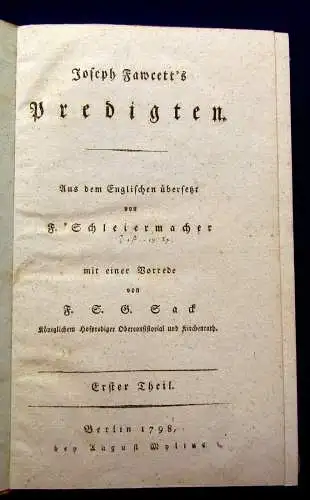 Joseph Fawcett's
Predigten.
Aus dem Englischen übersetzt
von
F. Schleiermacher
mit einer Vorrede
von
F. S. G. Sack
Königlichem Hofprediger Oberconsistorial und Kirchenrath.
Erster Theil.
Berlin 1798,
bey August Mylius